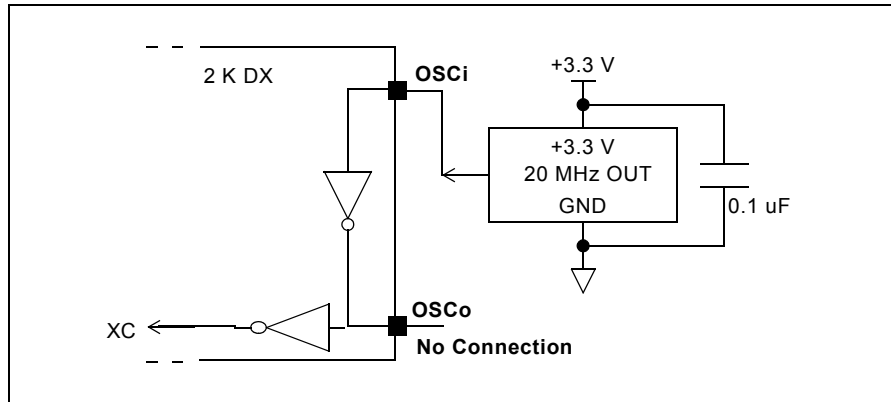 2 K DX
OSCi
+3.3 V
+3.3 V
20 MHz OUT
GND
0.1 uF
OSCo
XC
No Connection